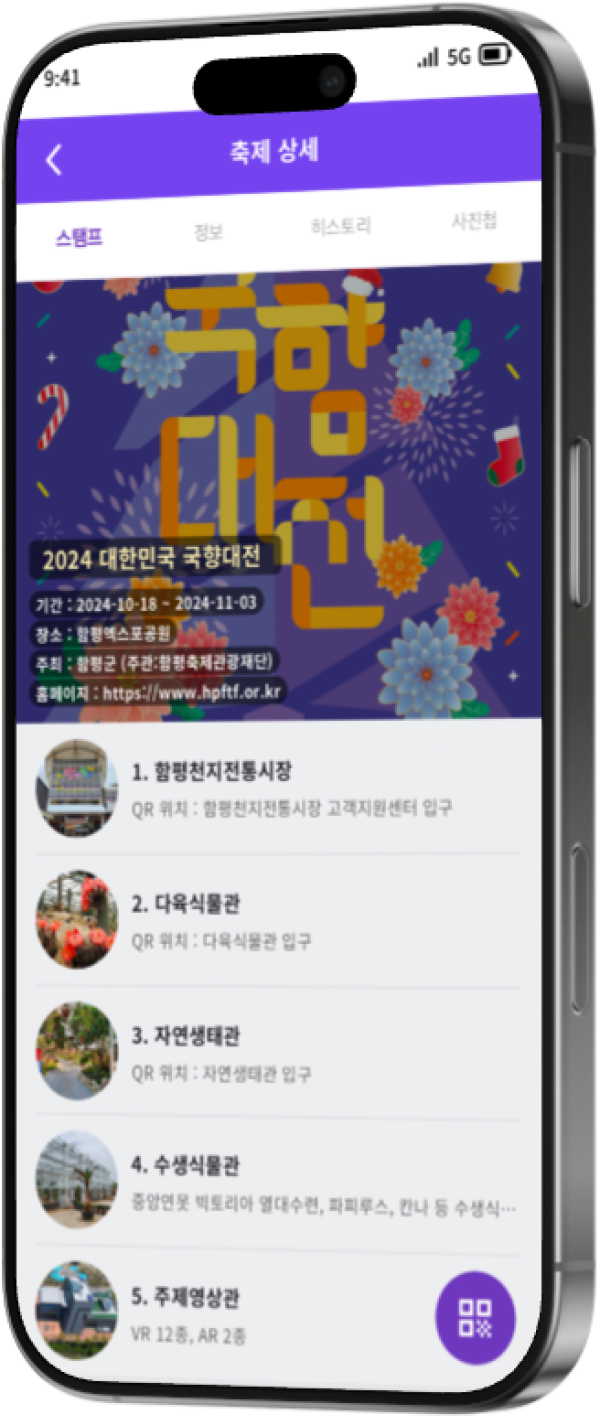 9:41
5G
축제 상세
스탬프
정보
히스토리
사진첩
국향
대전
2024 대한민국 국향대전
기간 : 2024-10-18 ~ 2024-11-03
장소 : 함평엑스포공원
주최 : 함평군 (주관:함평축제관광재단)
홈페이지 : https://www.hpftf.or.kr
1. 함평천지전통시장
QR 위치 : 함평천지전통시장 고객지원센터 입구
2. 다육식물관
QR 위치 : 다육식물관 입구
3. 자연생태관
QR 위치 : 자연생태관 입구
4. 수생식물관
중앙연못 빅토리아 열대수련, 파피루스, 칸나 등 수생식…
5. 주제영상관
VR 12종, AR 2종